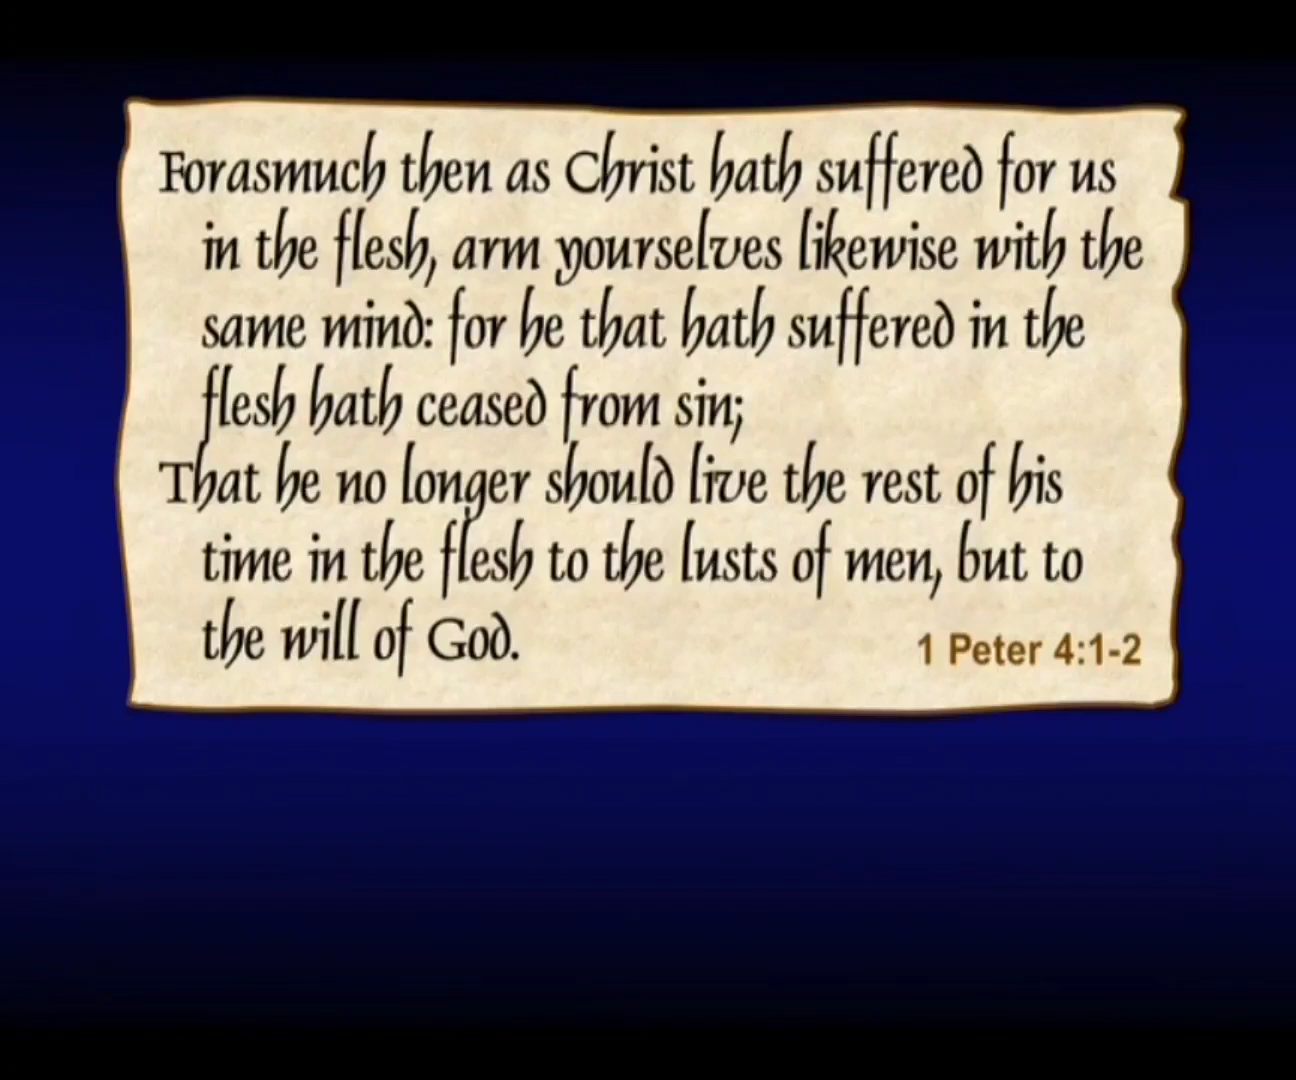 Forasmuch then as Christ hath suffered for us
in the flesh, arm yourselves likewise with the
same mind: for he that hath suffered in the
flesh hath ceased from sin;
That he no longer should live the rest of his
time in the flesh to the lusts of men, but to
the will of God.
1 Peter 4:1-2